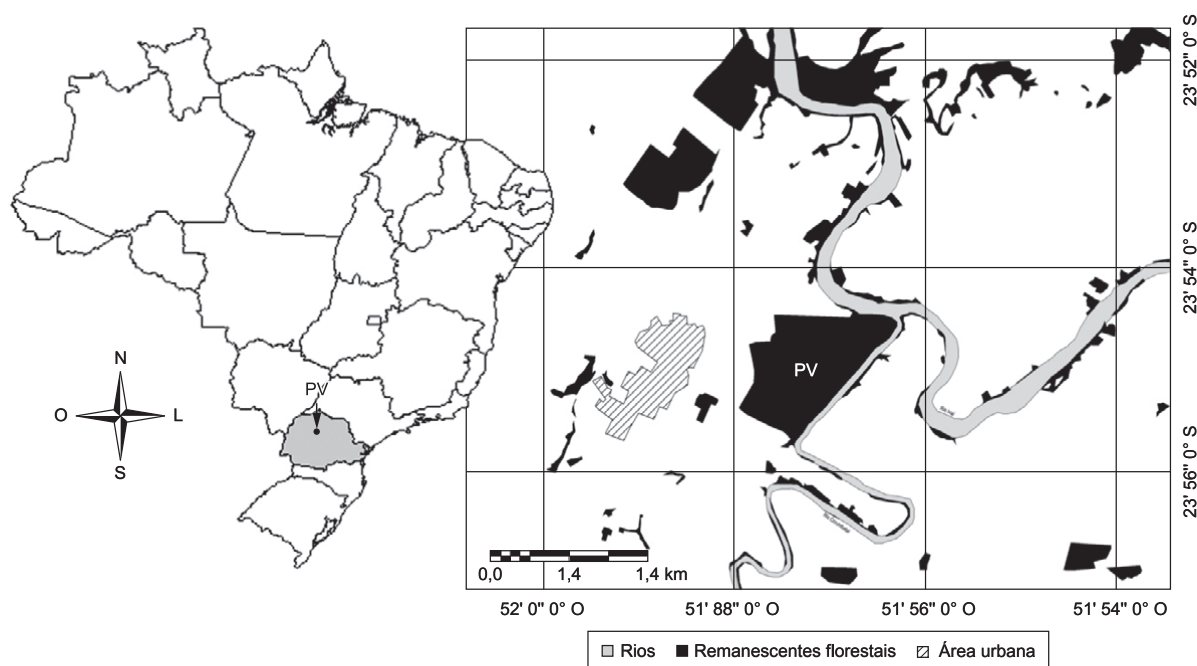 N
O
L
S
PV
PV
23' 52" 0° S
23' 54" 0° S
23' 56" 0° S
0,0
1,4
1,4 km
52' 0" 0° O
51' 88" 0° O
51' 56" 0° O
51' 54" 0° O
Rios
Remanescentes florestais
Área urbana